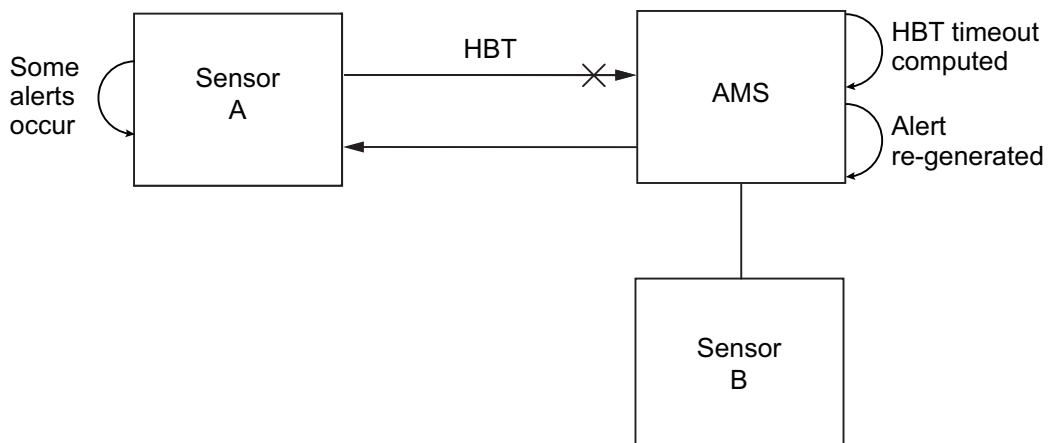 Some
alerts
occur
Sensor
A
HBT
AMS
HBT timeout
computed
Alert
re-generated
Sensor
B